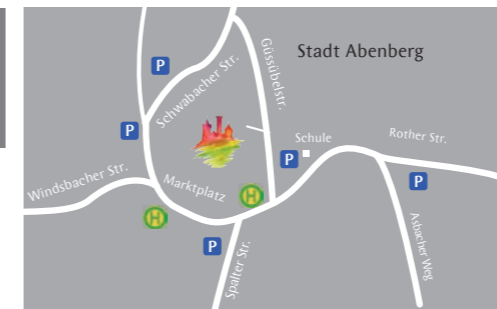 Stadt Abenberg
P
Schwabacher Str.
Güssübelstr.
P
Schule
P
Rother Str.
P
Windsbacher Str.
Marktplatz
H
H
P
Spalter Str.
Asbacher Weg